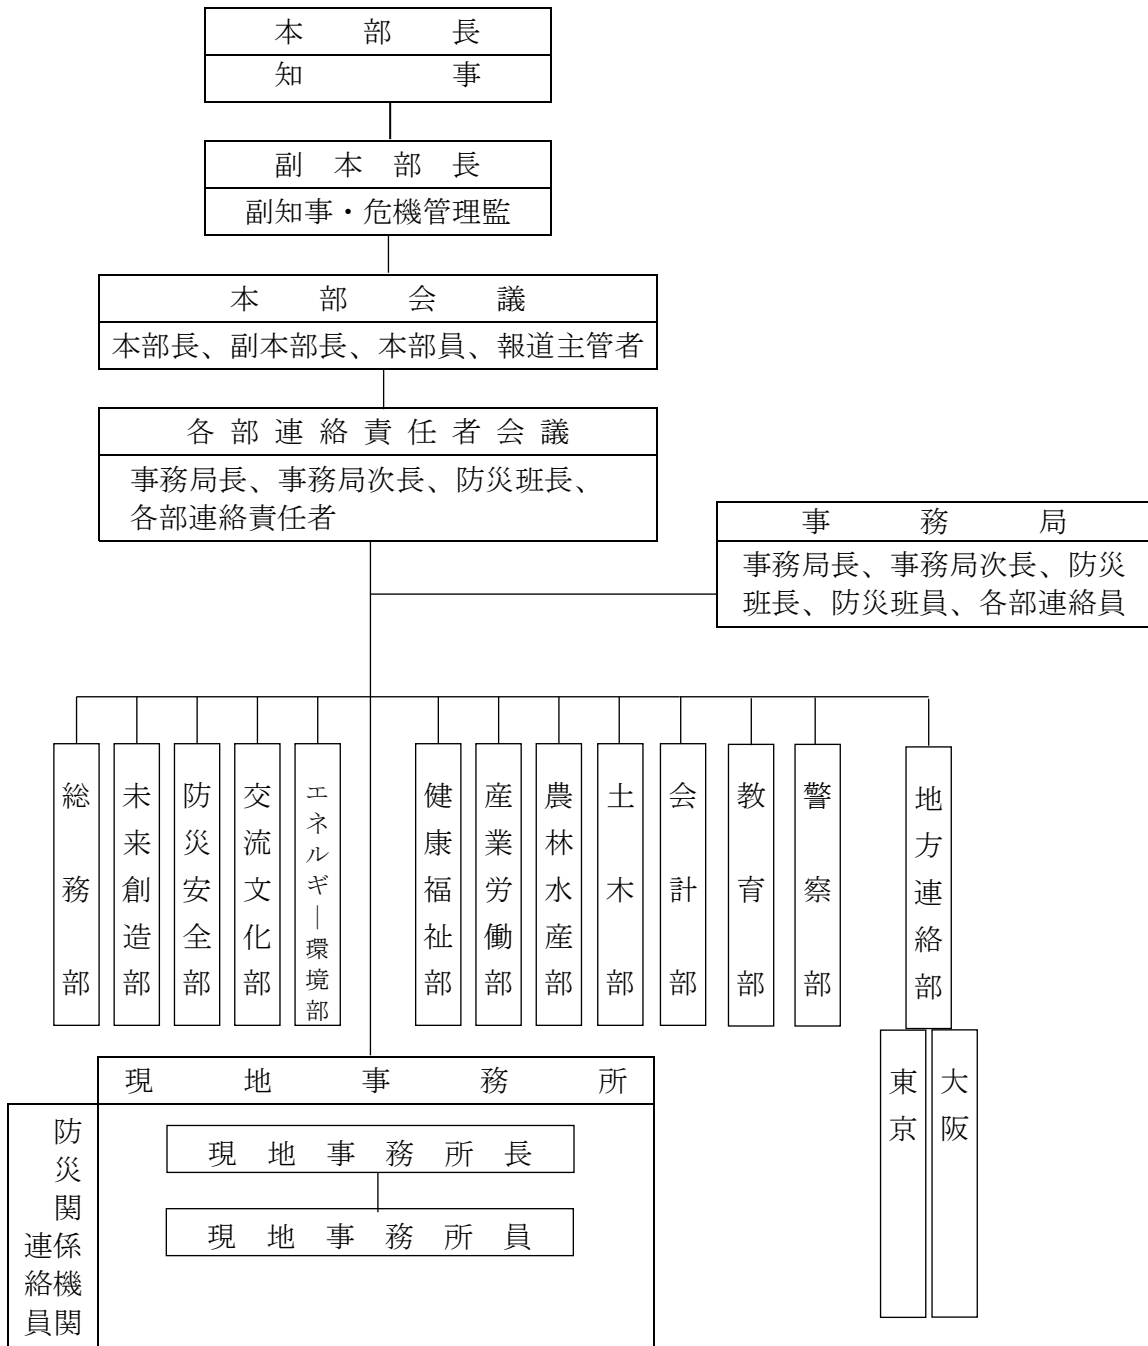 本部長
知事
副本部長
副知事・危機管理監
本部会議
本部長、副本部長、本部員、報道主管者
各部連絡責任者会議
事務局長、事務局次長、防災班長、
各部連絡責任者
事務局
事務局長、事務局次長、防災
班長、防災班員、各部連絡員
総務部
未来創造部
防災安全部
交流文化部
エネルギー環境部
健康福祉部
産業労働部
農林水産部
土木部
会計部
教育部
警察部
地方連絡部
東京
大阪
現地事務所
現地事務所長
現地事務所員
防災関係機関
連絡員